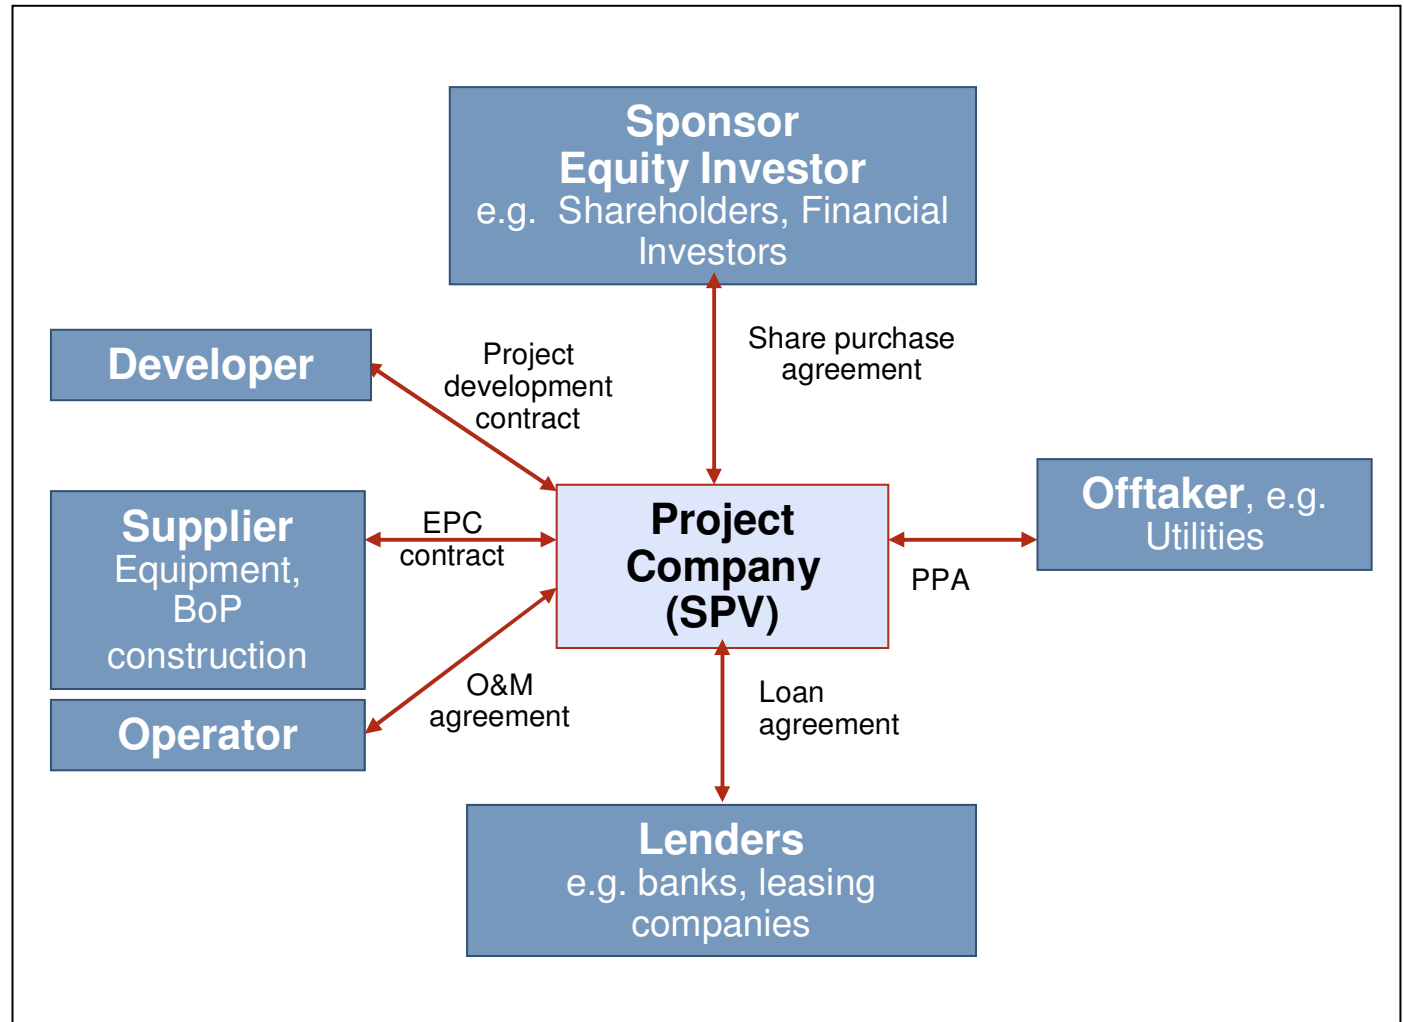 Sponsor
Equity Investor
e.g. Shareholders, Financial
Investors
Share purchase
agreement
Developer
Project
development
contract
Supplier
Equipment,
BoP
construction
EPC
contract
Project
Company
(SPV)
Offtaker, e.g.
Utilities
PPA
Operator
O&M
agreement
Loan
agreement
Lenders
e.g. banks, leasing
companies